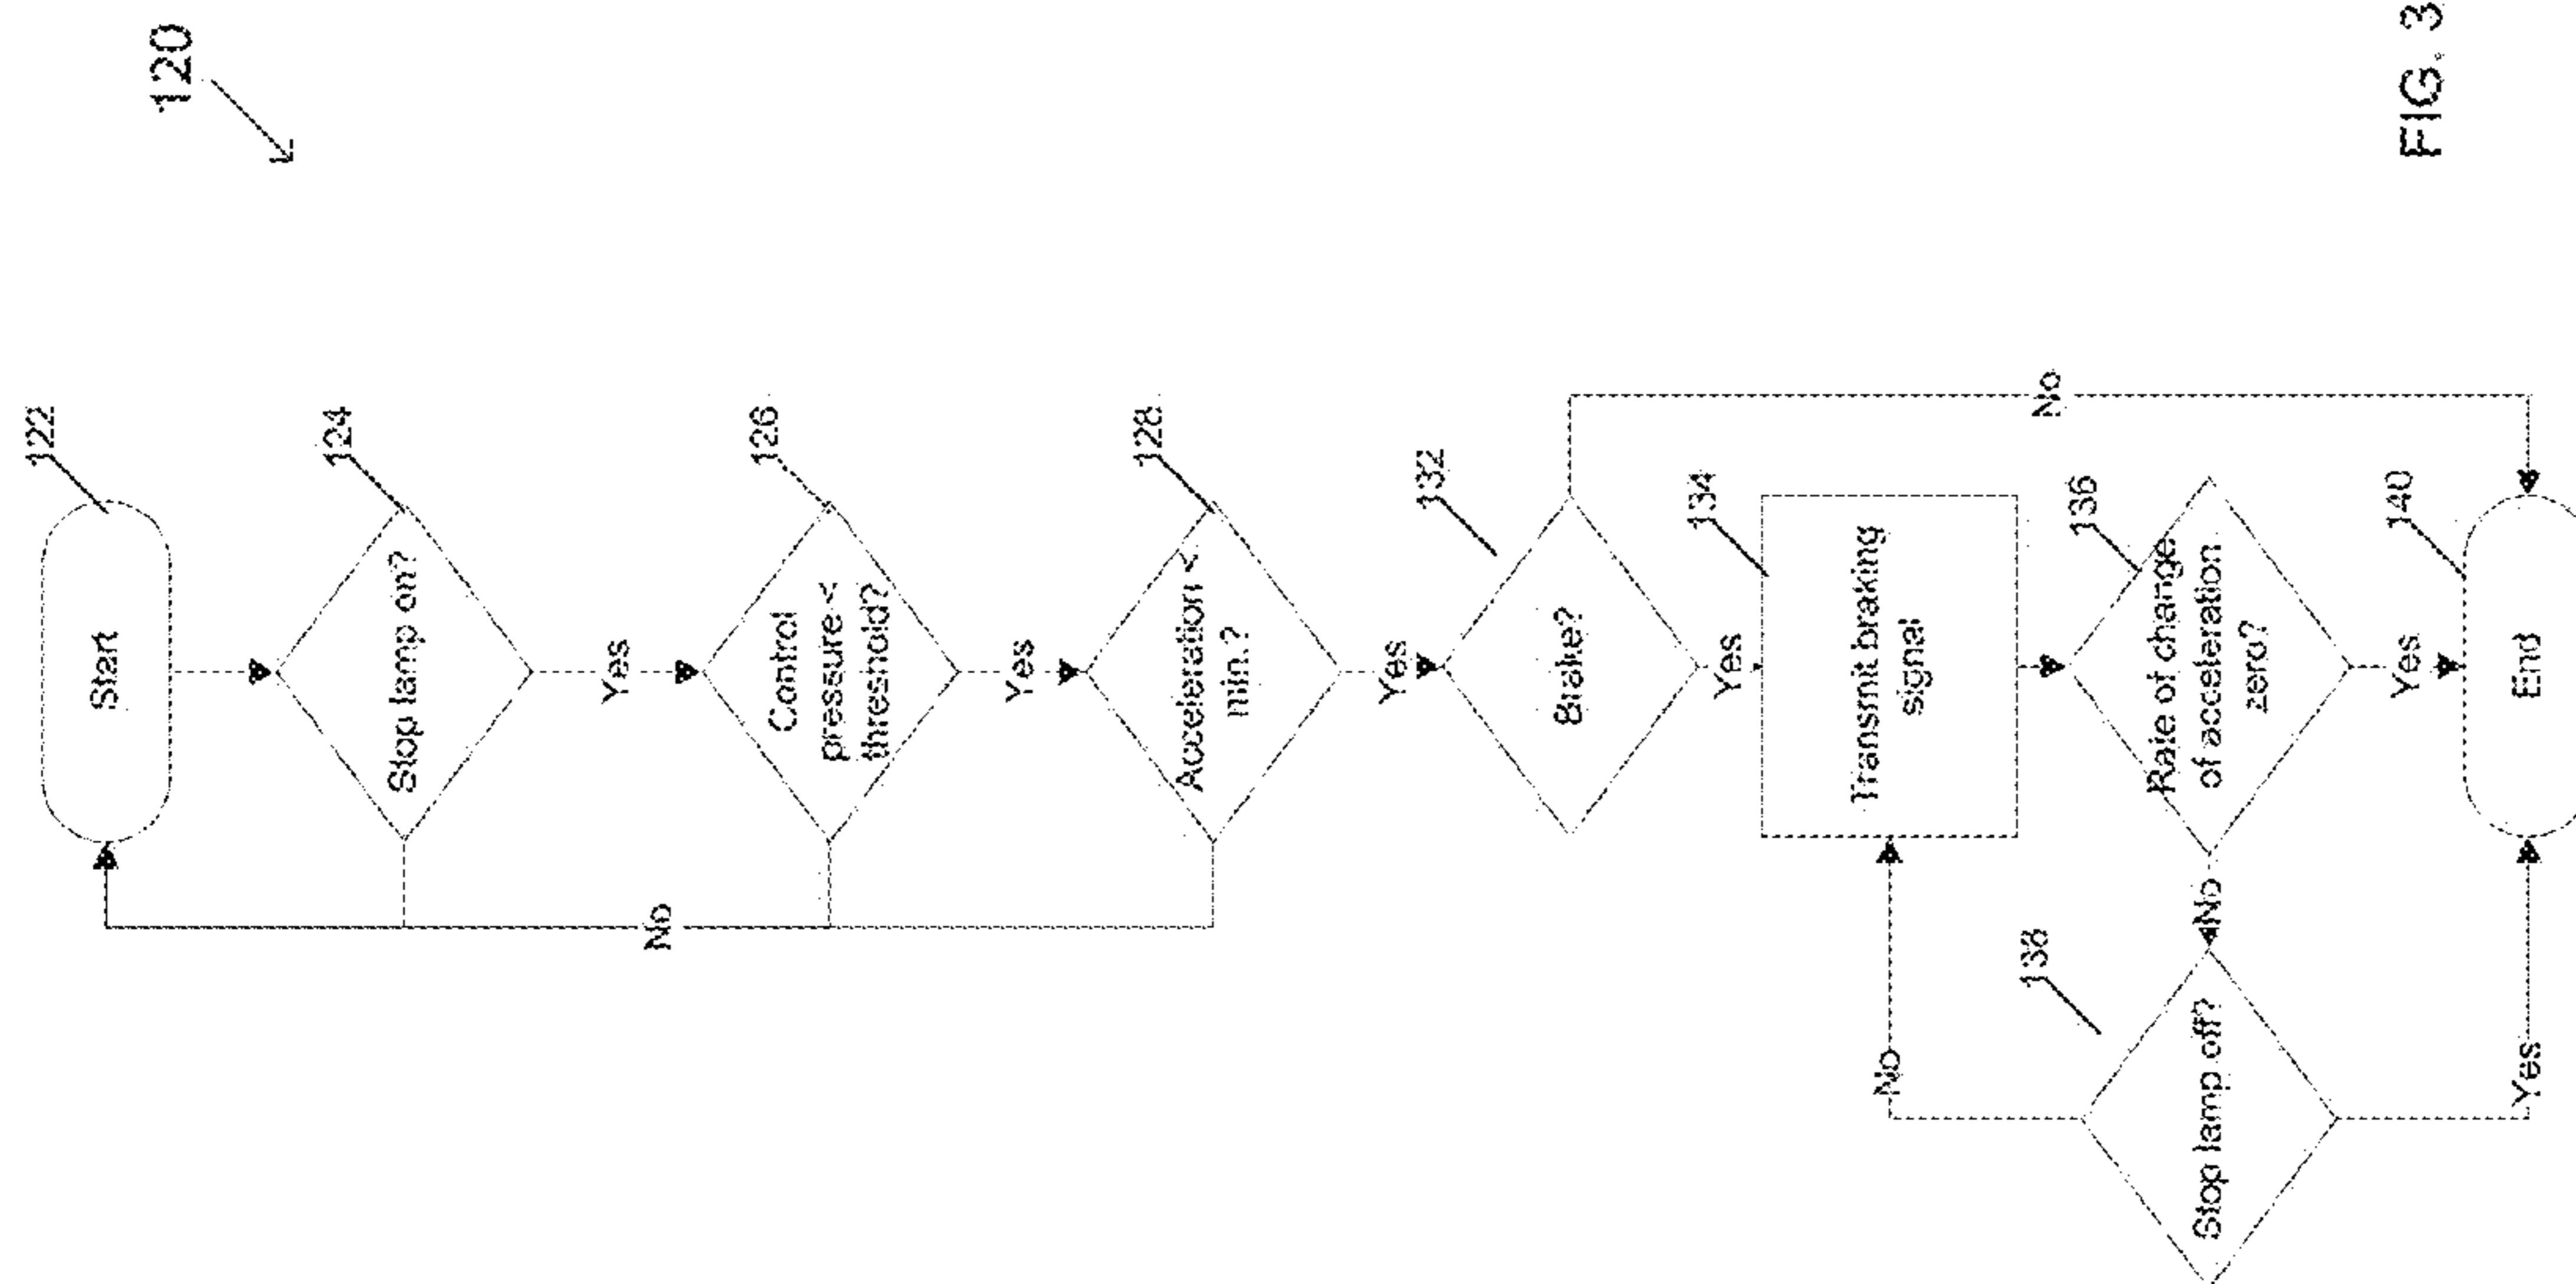 120
122
Start
124
Stop lamp on?
Yes
No
126
Control
pressure <
threshold?
Yes
128
Acceleration <
min.?
Yes
132
Brake?
No
Yes
134
Transmit braking
signal
136
Rate of change
of acceleration
zero?
No
138
Stop lamp off?
No
Yes
Yes
140
End
FIG. 3